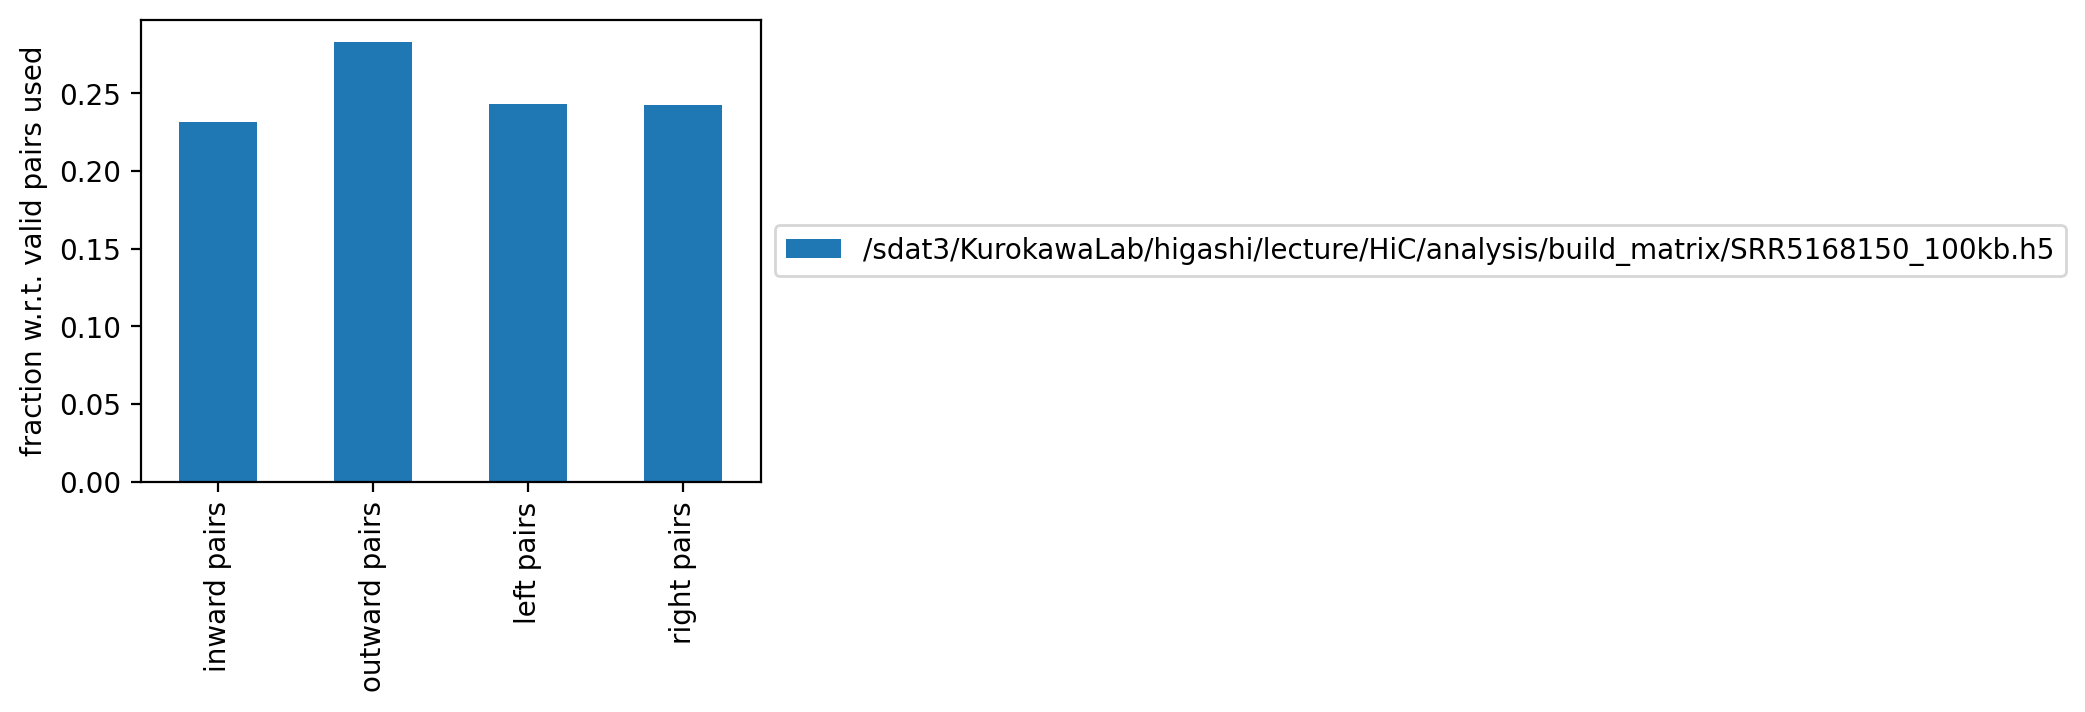 fraction w.r.t. valid pairs used
0.25
0.20
0.15
0.10
0.05
0.00
inward pairs
outward pairs
left pairs
right pairs
/sdat3/KurokawaLab/higashi/lecture/HiC/analysis/build_matrix/SRR5168150_100kb.h5